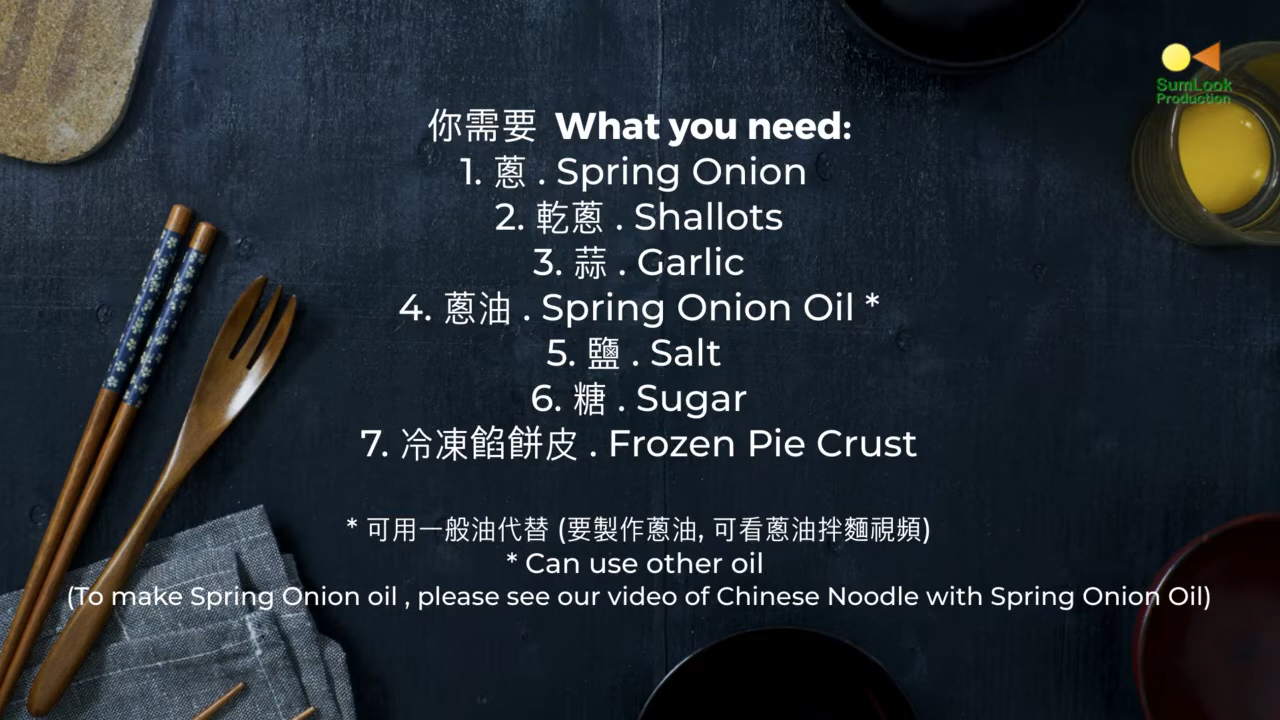 SumLook
Production
你需要 What you need:
1. 蔥 . Spring Onion
2. 乾蔥 . Shallots
3. 蒜 . Garlic
4. 蔥油 . Spring Onion Oil *
5. 鹽 . Salt
6. 糖 . Sugar
7. 冷凍餡餅皮 . Frozen Pie Crust
* 可用一般油代替 (要製作蔥油, 可看蔥油拌麵視頻)
* Can use other oil
(To make Spring Onion oil , please see our video of Chinese Noodle with Spring Onion Oil)